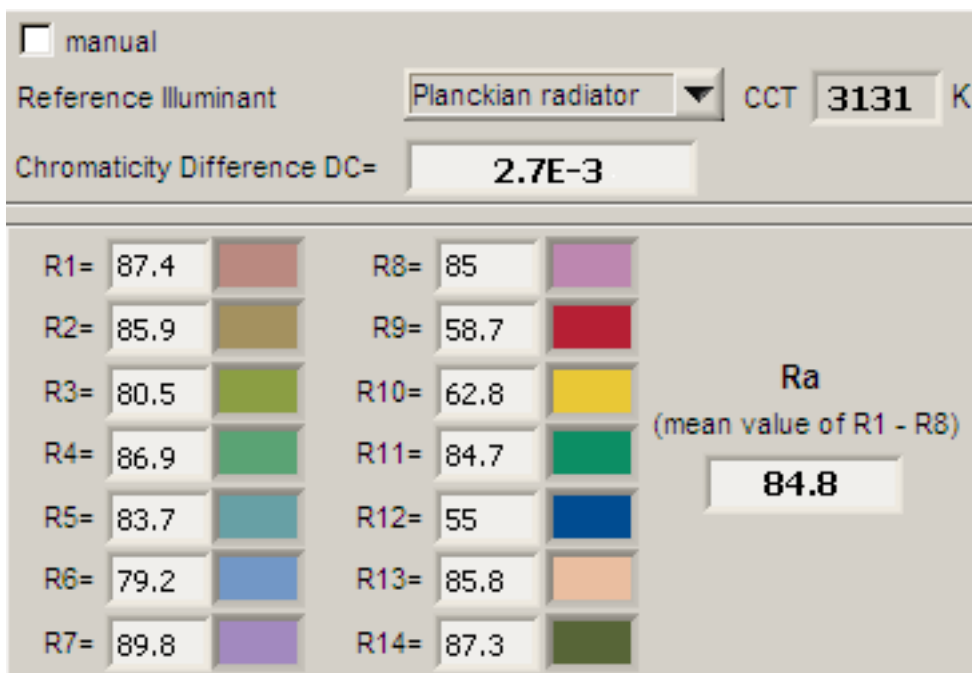 manual
Reference Illuminant Planckian radiator CCT 3131 K
Chromaticity Difference DC= 2.7E-3
R1= 87.4 R8= 85
R2= 85.9 R9= 58.7
R3= 80.5 R10= 62.8
R4= 86.9 R11= 84.7
R5= 83.7 R12= 55
R6= 79.2 R13= 85.8
R7= 89.8 R14= 87.3
Ra
(mean value of R1 - R8)
84.8